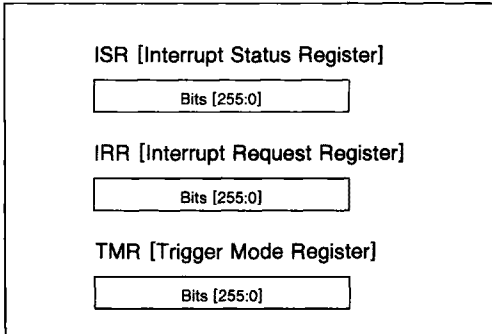 ISR [Interrupt Status Register]
Bits [255:0]
IRR [Interrupt Request Register]
Bits [255:0]
TMR [Trigger Mode Register]
Bits [255:0]